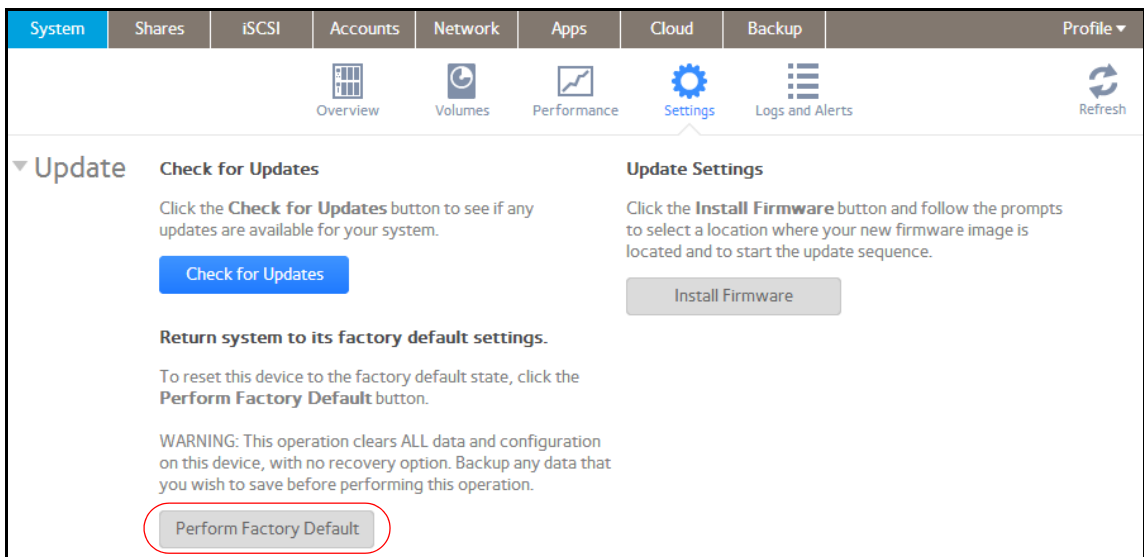 System Shares iSCSI Accounts Network Apps Cloud Backup Profile
Overview Volumes Performance Settings Logs and Alerts Refresh
Update
Check for Updates
Click the Check for Updates button to see if any
updates are available for your system.
Check for Updates
Return system to its factory default settings.
To reset this device to the factory default state, click the
Perform Factory Default button.
WARNING: This operation clears ALL data and configuration
on this device, with no recovery option. Backup any data that
you wish to save before performing this operation.
Perform Factory Default
Update Settings
Click the Install Firmware button and follow the prompts
to select a location where your new firmware image is
located and to start the update sequence.
Install Firmware